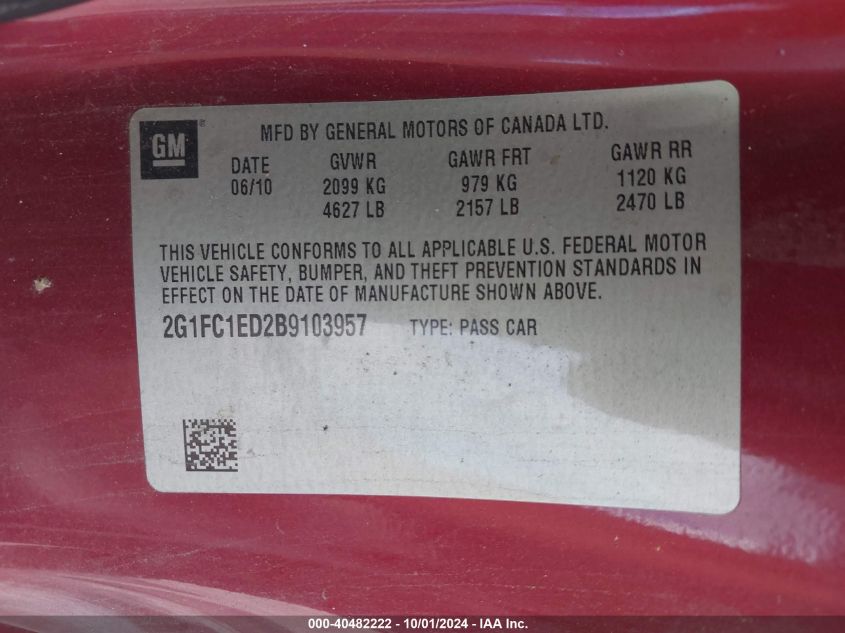 GM® MFD BY GENERAL MOTORS OF CANADA LTD.
DATE GVWR GAWR FRT GAWR RR
06/10 2099 KG 979 KG 1120 KG
4627 LB 2157 LB 2470 LB
THIS VEHICLE CONFORMS TO ALL APPLICABLE U.S. FEDERAL MOTOR
VEHICLE SAFETY, BUMPER, AND THEFT PREVENTION STANDARDS IN
EFFECT ON THE DATE OF MANUFACTURE SHOWN ABOVE.
2G1FC1ED2B9103957 TYPE: PASS CAR
000-40482222 - 10/01/2024 - IAA Inc.